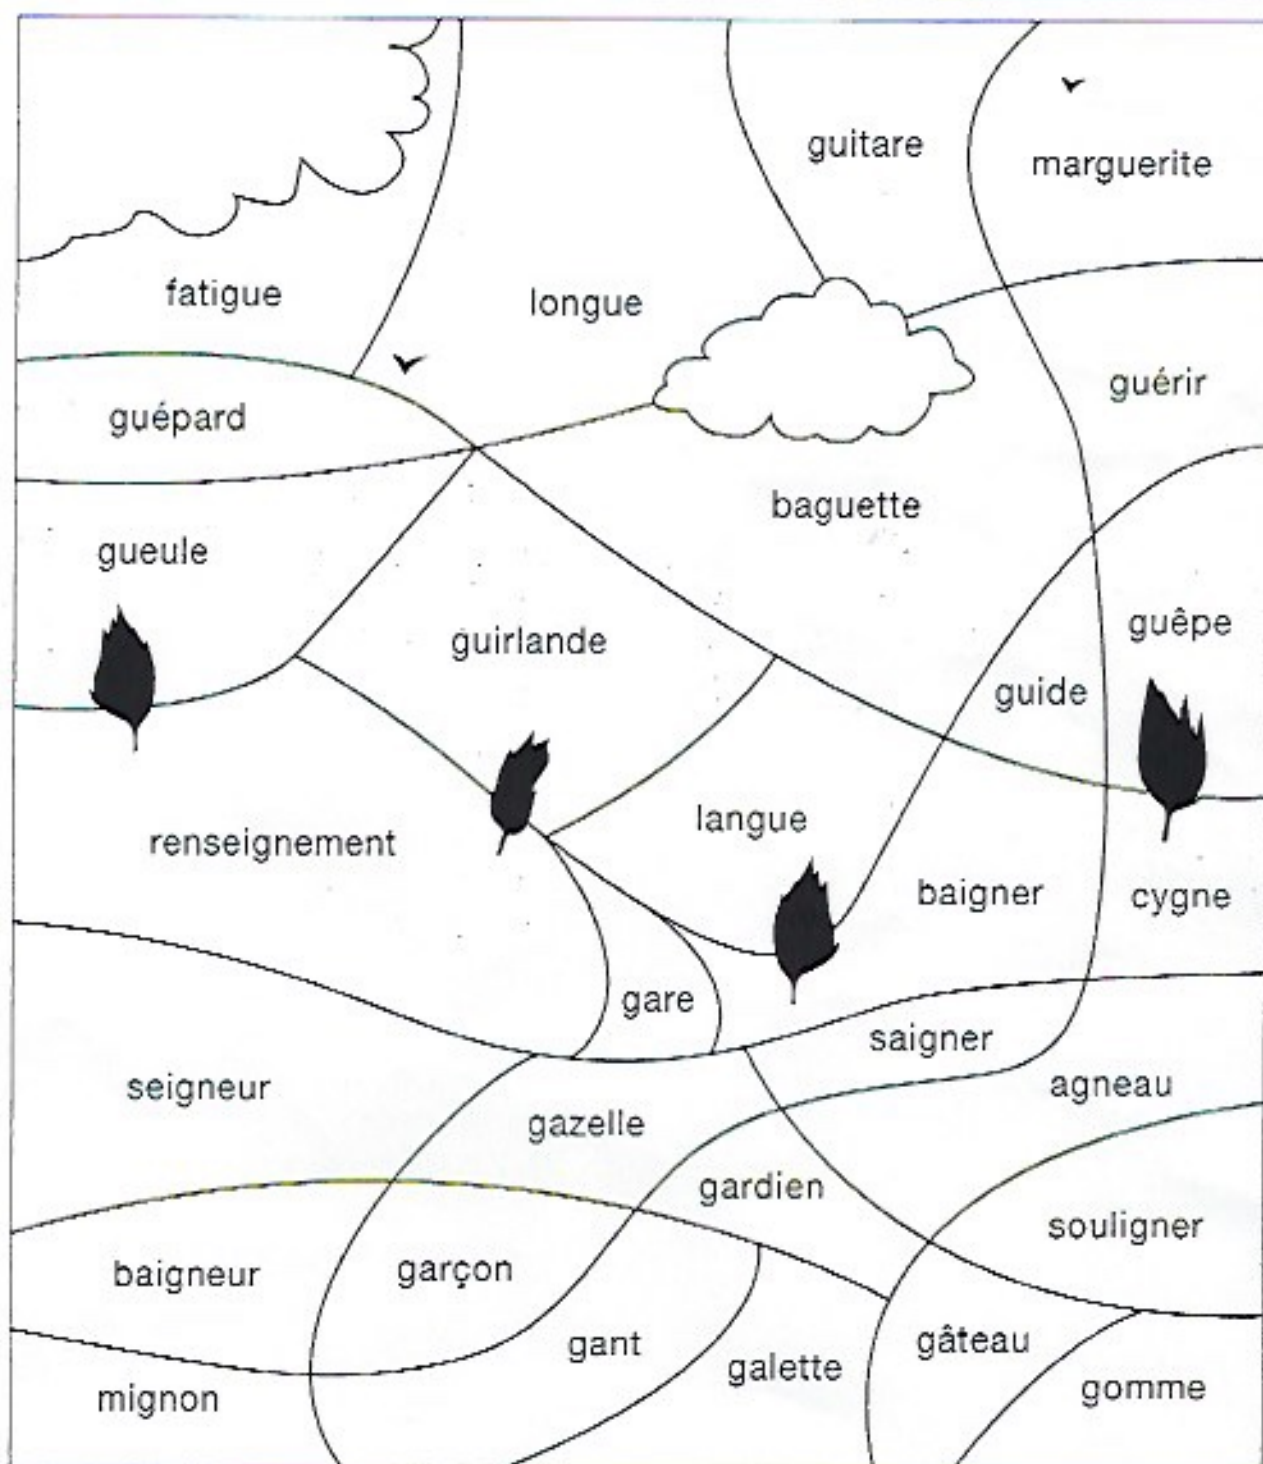 guitare
marguerite
fatigue
longue
guépard
guérir
baguette
gueule
guirlande
guêpe
guide
renseignement
langue
baigner
cygne
gare
saigner
seigneur
gazelle
agneau
gardien
souligner
baigneur
garçon
gant
galette
gâteau
mignon
gomme